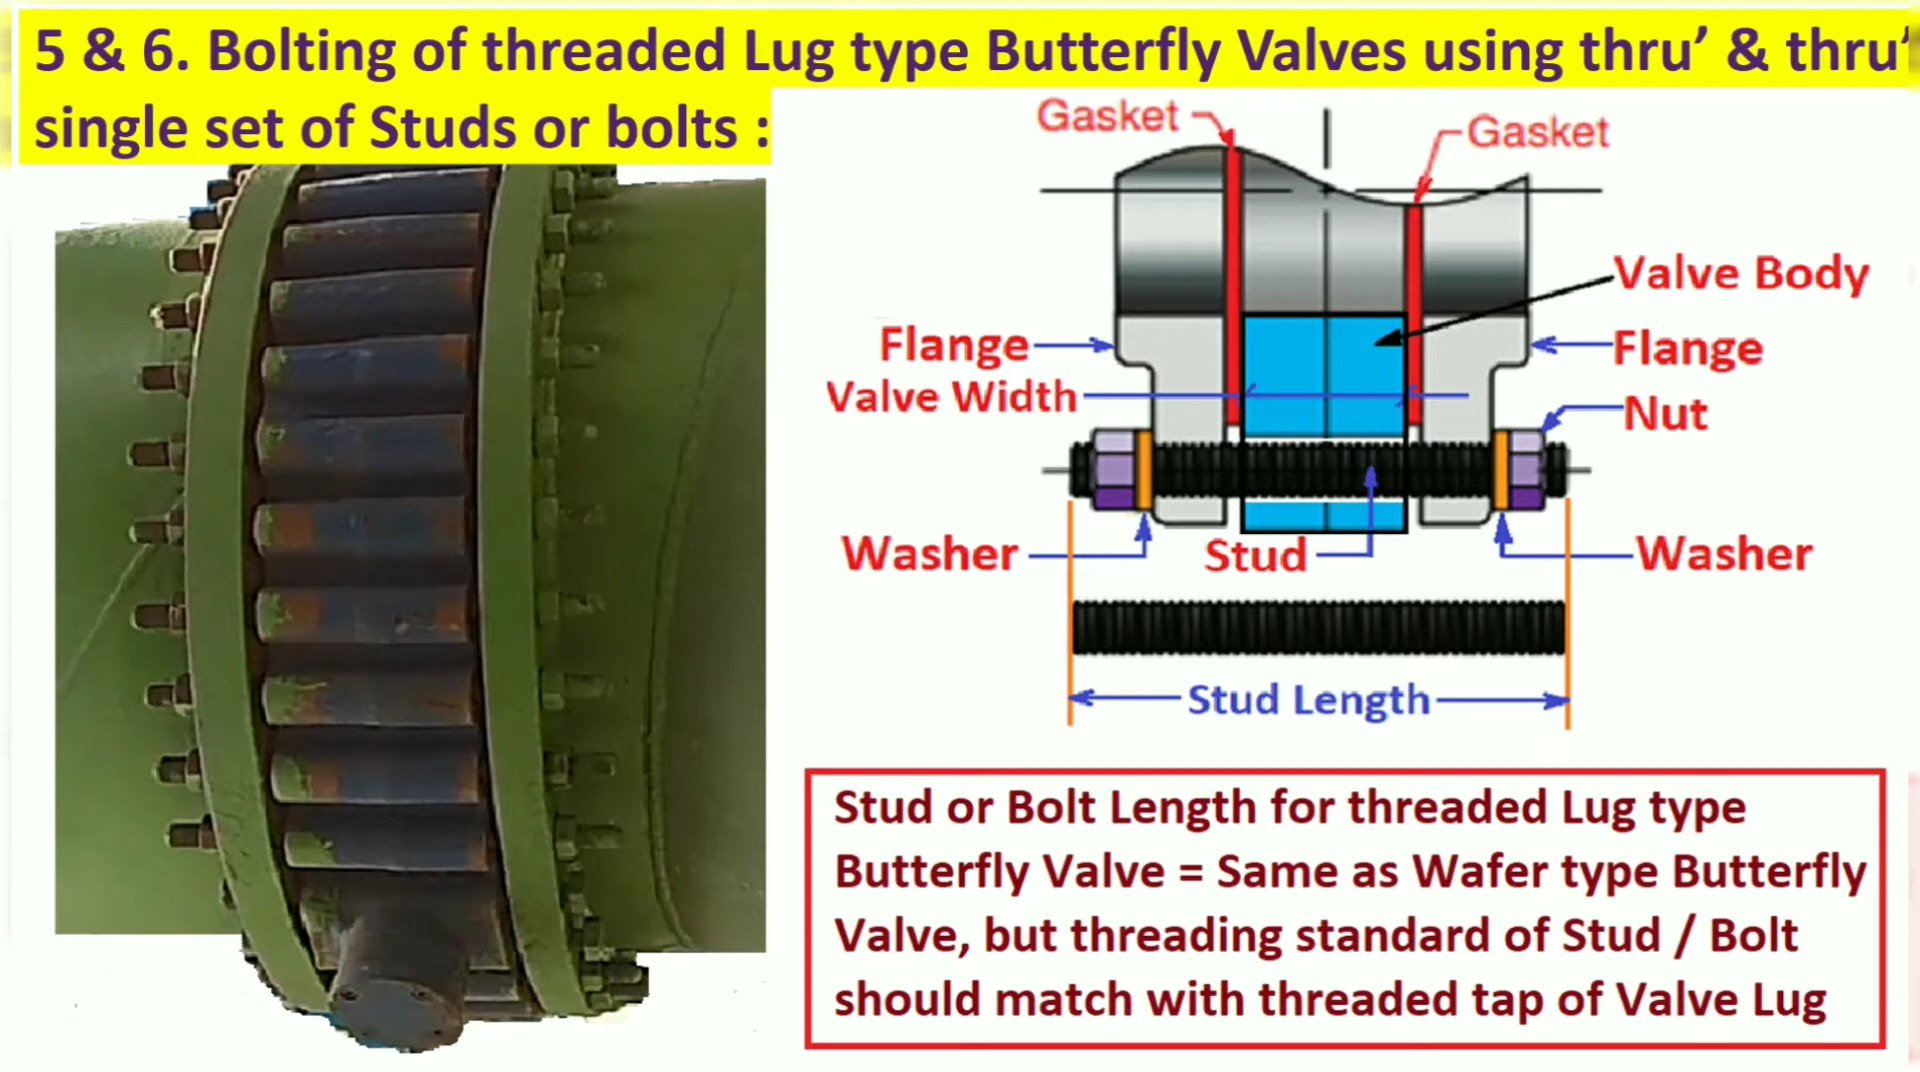 5 & 6. Bolting of threaded Lug type Butterfly Valves using thru’ & thru’
single set of Studs or bolts :
Gasket
Gasket
Valve Body
Flange
Flange
Valve Width
Nut
Washer
Stud
Washer
Stud Length
Stud or Bolt Length for threaded Lug type
Butterfly Valve = Same as Wafer type Butterfly
Valve, but threading standard of Stud / Bolt
should match with threaded tap of Valve Lug